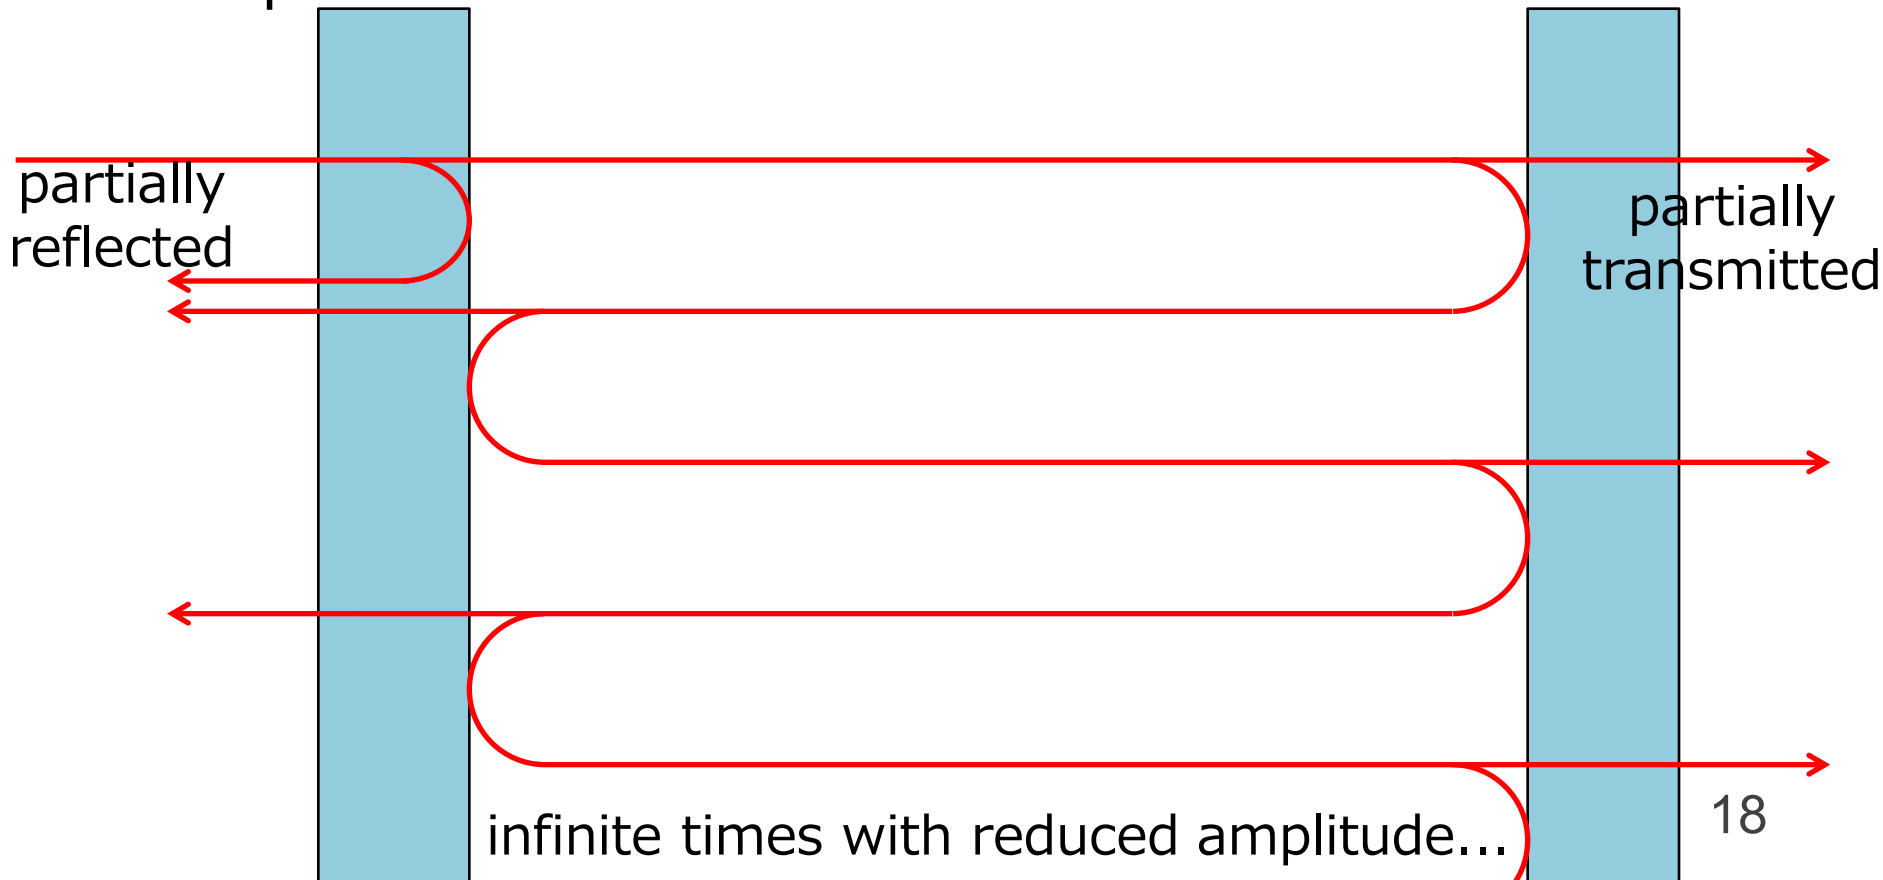 partially
reflected
partially
transmitted
infinite times with reduced amplitude...
18